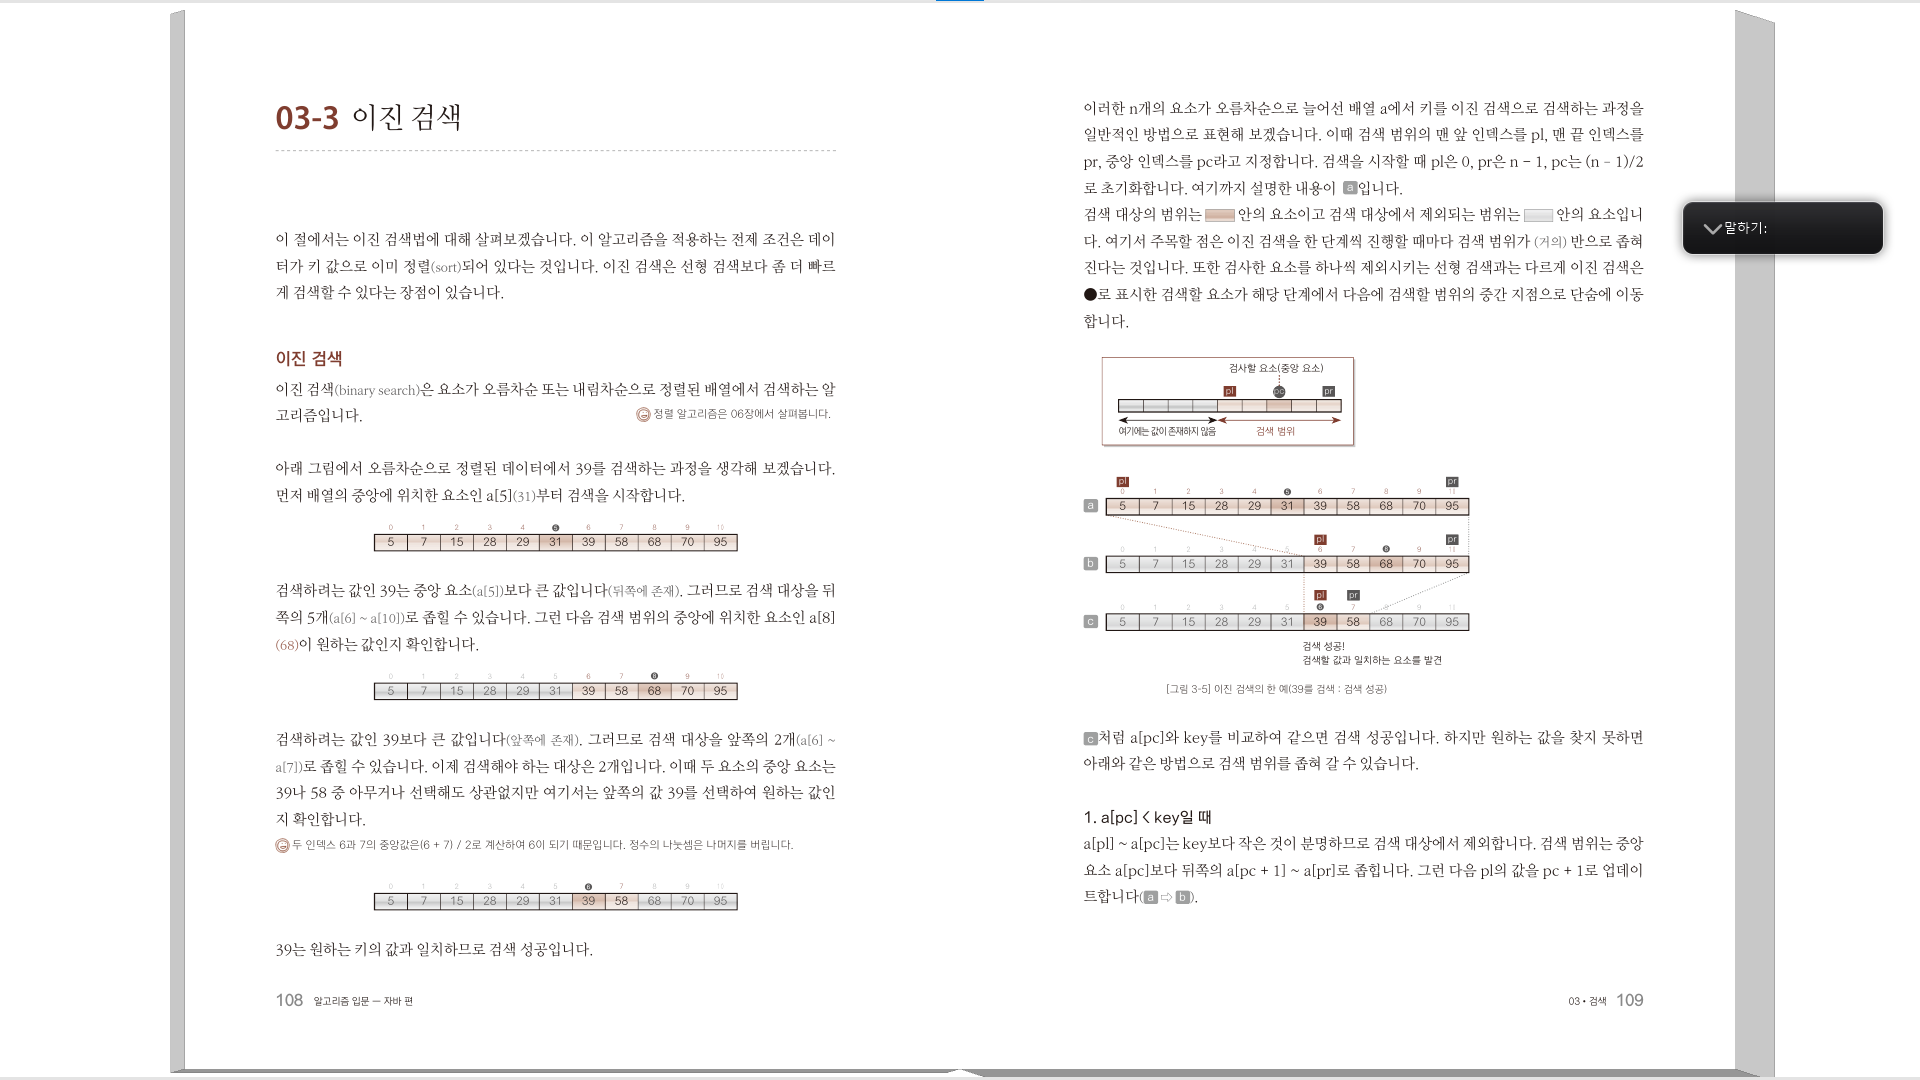 03-3 이진 검색
이 절에서는 이진 검색법에 대해 살펴보겠습니다. 이 알고리즘을 적용하는 전제 조건은 데이
터가 키 값으로 이미 정렬(sort)되어 있다는 것입니다. 이진 검색은 선형 검색보다 좀 더 빠르
게 검색할 수 있다는 장점이 있습니다.
이진 검색
이진 검색(binary search)은 요소가 오름차순 또는 내림차순으로 정렬된 배열에서 검색하는 알
고리즘입니다.
정렬 알고리즘은 06장에서 살펴봅니다.
아래 그림에서 오름차순으로 정렬된 데이터에서 39를 검색하는 과정을 생각해 보겠습니다.
먼저 배열의 중앙에 위치한 요소인 a[5](31)부터 검색을 시작합니다.
0 1 2 3 4 5 6 7 8 9 10
5 7 15 28 29 31 39 58 68 70 95
검색하려는 값인 39는 중앙 요소(a[5])보다 큰 값입니다(뒤쪽에 존재). 그러므로 검색 대상을 뒤
쪽의 5개(a[6] ~ a[10])로 좁힐 수 있습니다. 그런 다음 검색 범위의 중앙에 위치한 요소인 a[8]
(68)이 원하는 값인지 확인합니다.
0 1 2 3 4 5 6 7 8 9 10
5 7 15 28 29 31 39 58 68 70 95
검색하려는 값인 39보다 큰 값입니다(앞쪽에 존재). 그러므로 검색 대상을 앞쪽의 2개(a[6] ~
a[7])로 좁힐 수 있습니다. 이제 검색해야 하는 대상은 2개입니다. 이때 두 요소의 중앙 요소는
39나 58 중 아무거나 선택해도 상관없지만 여기서는 앞쪽의 값 39를 선택하여 원하는 값인
지 확인합니다.
두 인덱스 6과 7의 중앙값은(6 + 7) / 2로 계산하여 6이 되기 때문입니다. 정수의 나눗셈은 나머지를 버립니다.
0 1 2 3 4 5 6 7 8 9 10
5 7 15 28 29 31 39 58 68 70 95
39는 원하는 키의 값과 일치하므로 검색 성공입니다.
108 알고리즘 입문 — 자바 편
이러한 n개의 요소가 오름차순으로 늘어선 배열 a에서 키를 이진 검색으로 검색하는 과정을
일반적인 방법으로 표현해 보겠습니다. 이때 검색 범위의 맨 앞 인덱스를 pl, 맨 끝 인덱스를
pr, 중앙 인덱스를 pc라고 지정합니다. 검색을 시작할 때 pl은 0, pr은 n - 1, pc는 (n - 1)/2
로 초기화합니다. 여기까지 설명한 내용이 a입니다.
검색 대상의 범위는 안의 요소이고 검색 대상에서 제외되는 범위는 안의 요소입니
다. 여기서 주목할 점은 이진 검색을 한 단계씩 진행할 때마다 검색 범위가 (거의) 반으로 좁혀
진다는 것입니다. 또한 검사한 요소를 하나씩 제외시키는 선형 검색과는 다르게 이진 검색은
●로 표시한 검색할 요소가 해당 단계에서 다음에 검색할 범위의 중간 지점으로 단숨에 이동
합니다.
검사할 요소(중앙 요소)
pl pc pr
여기에는 값이 존재하지 않음 검색 범위
pl pr
0 1 2 3 4 5 6 7 8 9 10
a 5 7 15 28 29 31 39 58 68 70 95
pl pr
0 1 2 3 4 5 6 7 8 9 10
b 5 7 15 28 29 31 39 58 68 70 95
pl pr
0 1 2 3 4 5 6 7 8 9 10
c 5 7 15 28 29 31 39 58 68 70 95
검색 성공!
검색할 값과 일치하는 요소를 발견
[그림 3-5] 이진 검색의 한 예(39를 검색 : 검색 성공)
c처럼 a[pc]와 key를 비교하여 같으면 검색 성공입니다. 하지만 원하는 값을 찾지 못하면
아래와 같은 방법으로 검색 범위를 좁혀 갈 수 있습니다.
1. a[pc] < key일 때
a[pl] ~ a[pc]는 key보다 작은 것이 분명하므로 검색 대상에서 제외합니다. 검색 범위는 중앙
요소 a[pc]보다 뒤쪽의 a[pc + 1] ~ a[pr]로 좁힙니다. 그런 다음 pl의 값을 pc + 1로 업데이
트합니다(a ⇨ b).
03 • 검색 109
말하기: